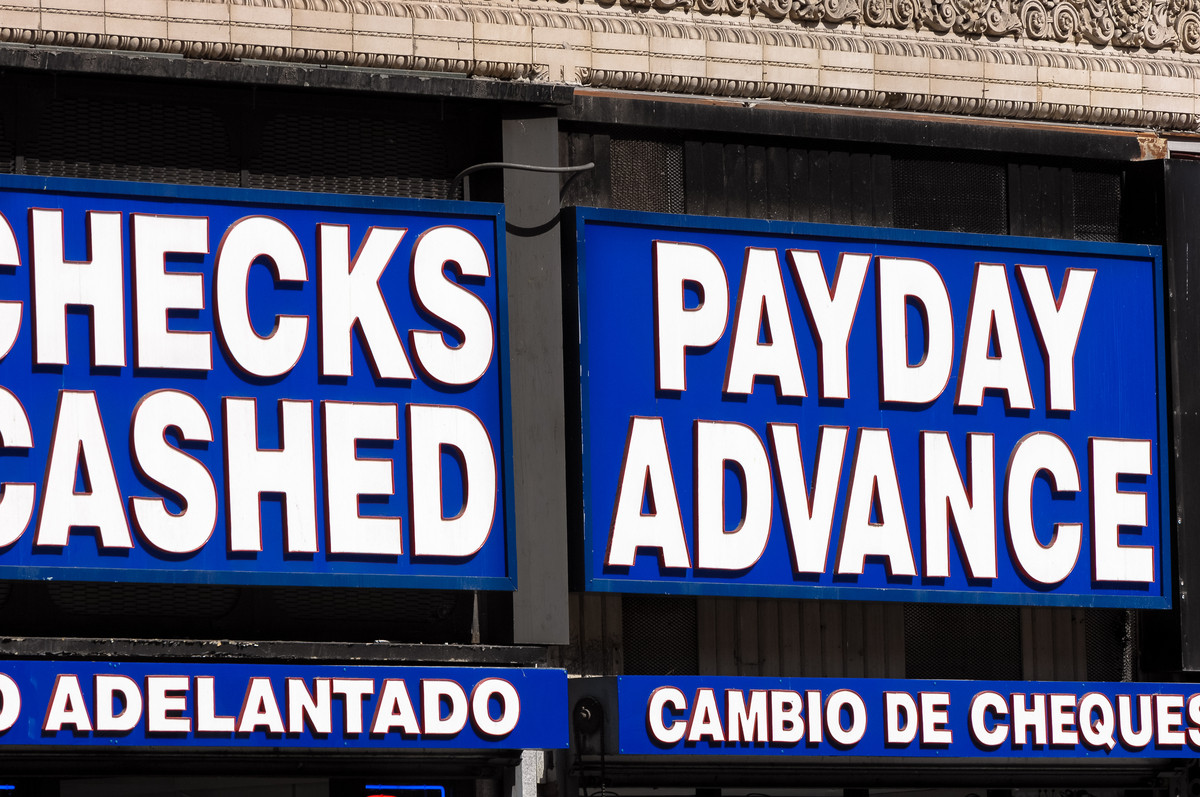 CHECKS
CASHED
PAYDAY
ADVANCE
O ADELANTADO
CAMBIO DE CHEQUES